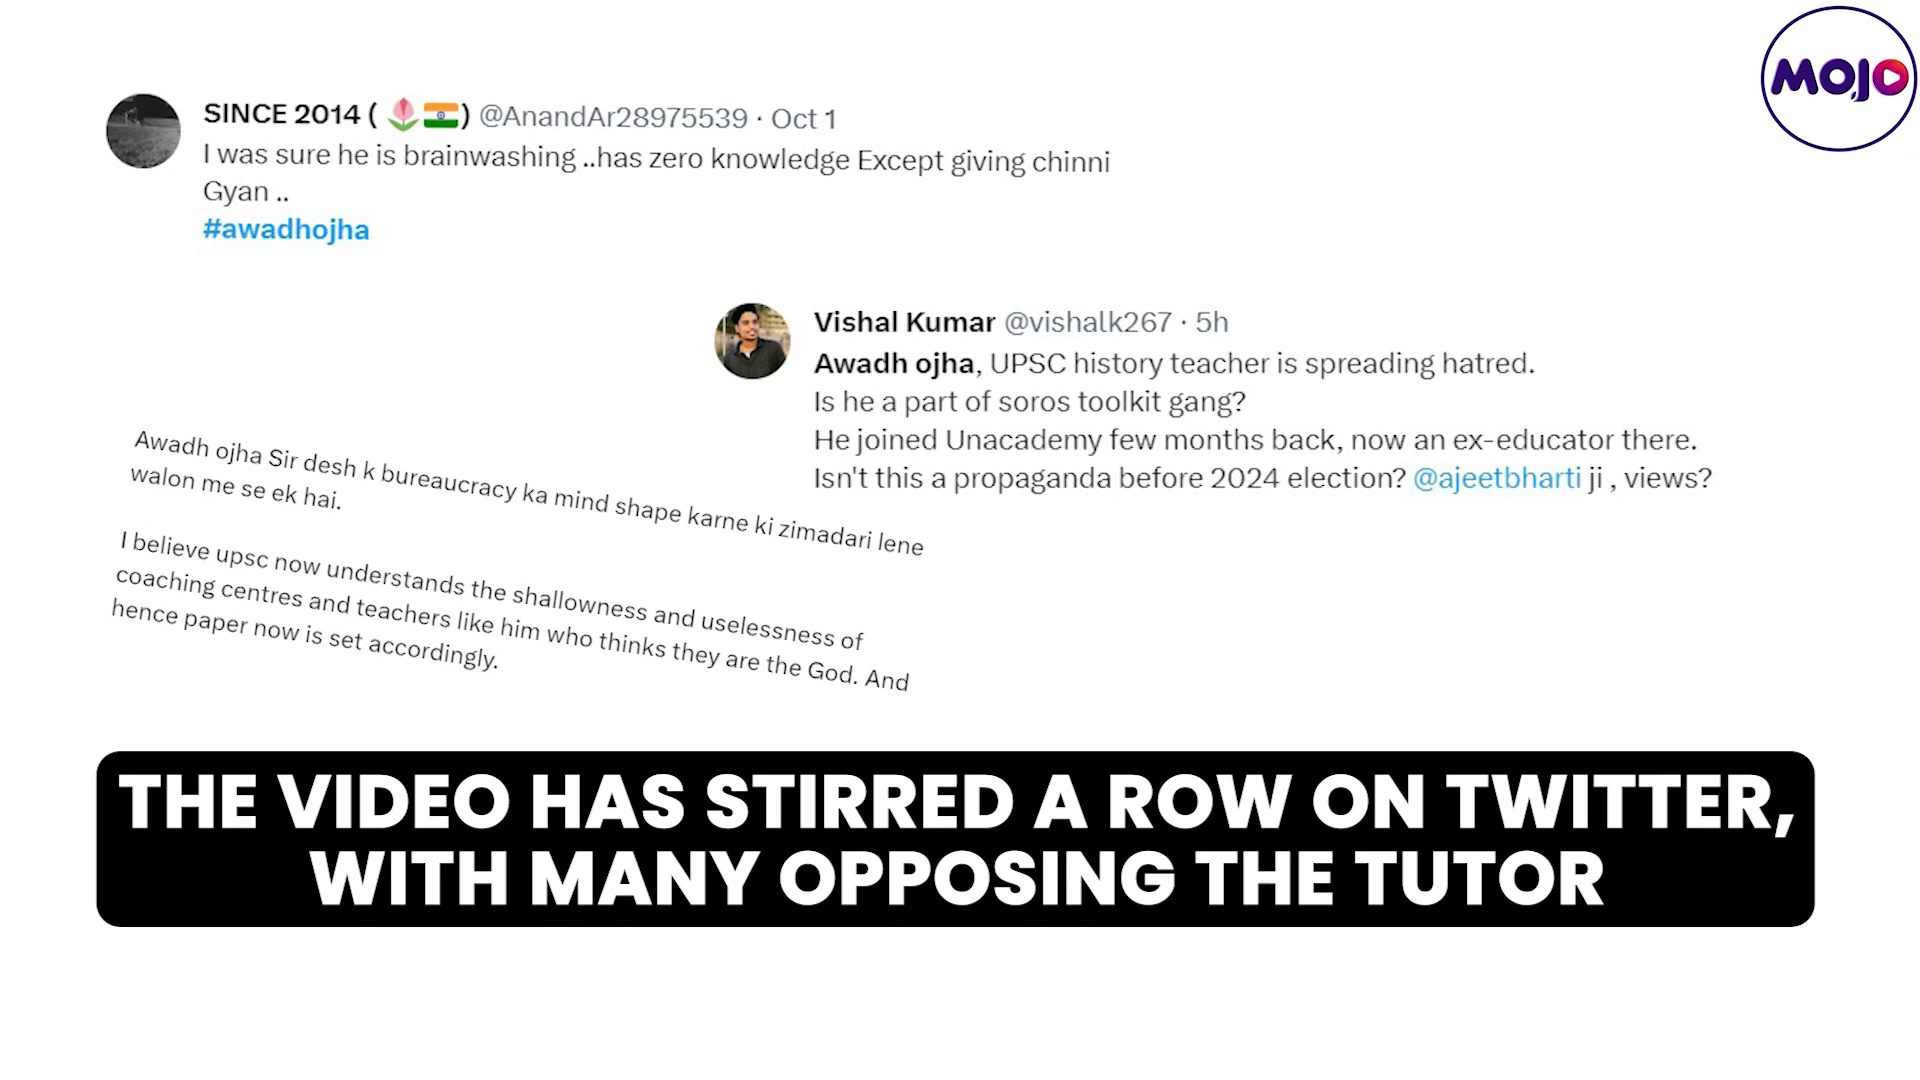 MOJO
SINCE 2014 (🌷🇮🇳) @AnandAr28975539 · Oct 1
I was sure he is brainwashing ..has zero knowledge Except giving chinni
Gyan ..
#awadhojha
Vishal Kumar @vishalk267 · 5h
Awadh ojha, UPSC history teacher is spreading hatred.
Is he a part of soros toolkit gang?
He joined Unacademy few months back, now an ex-educator there.
Isn't this a propaganda before 2024 election? @ajeetbharti ji , views?
Awadh ojha Sir desh k bureaucracy ka mind shape karne ki zimadari lene
walon me se ek hai.
I believe upsc now understands the shallowness and uselessness of
coaching centres and teachers like him who thinks they are the God. And
hence paper now is set accordingly.
THE VIDEO HAS STIRRED A ROW ON TWITTER,
WITH MANY OPPOSING THE TUTOR